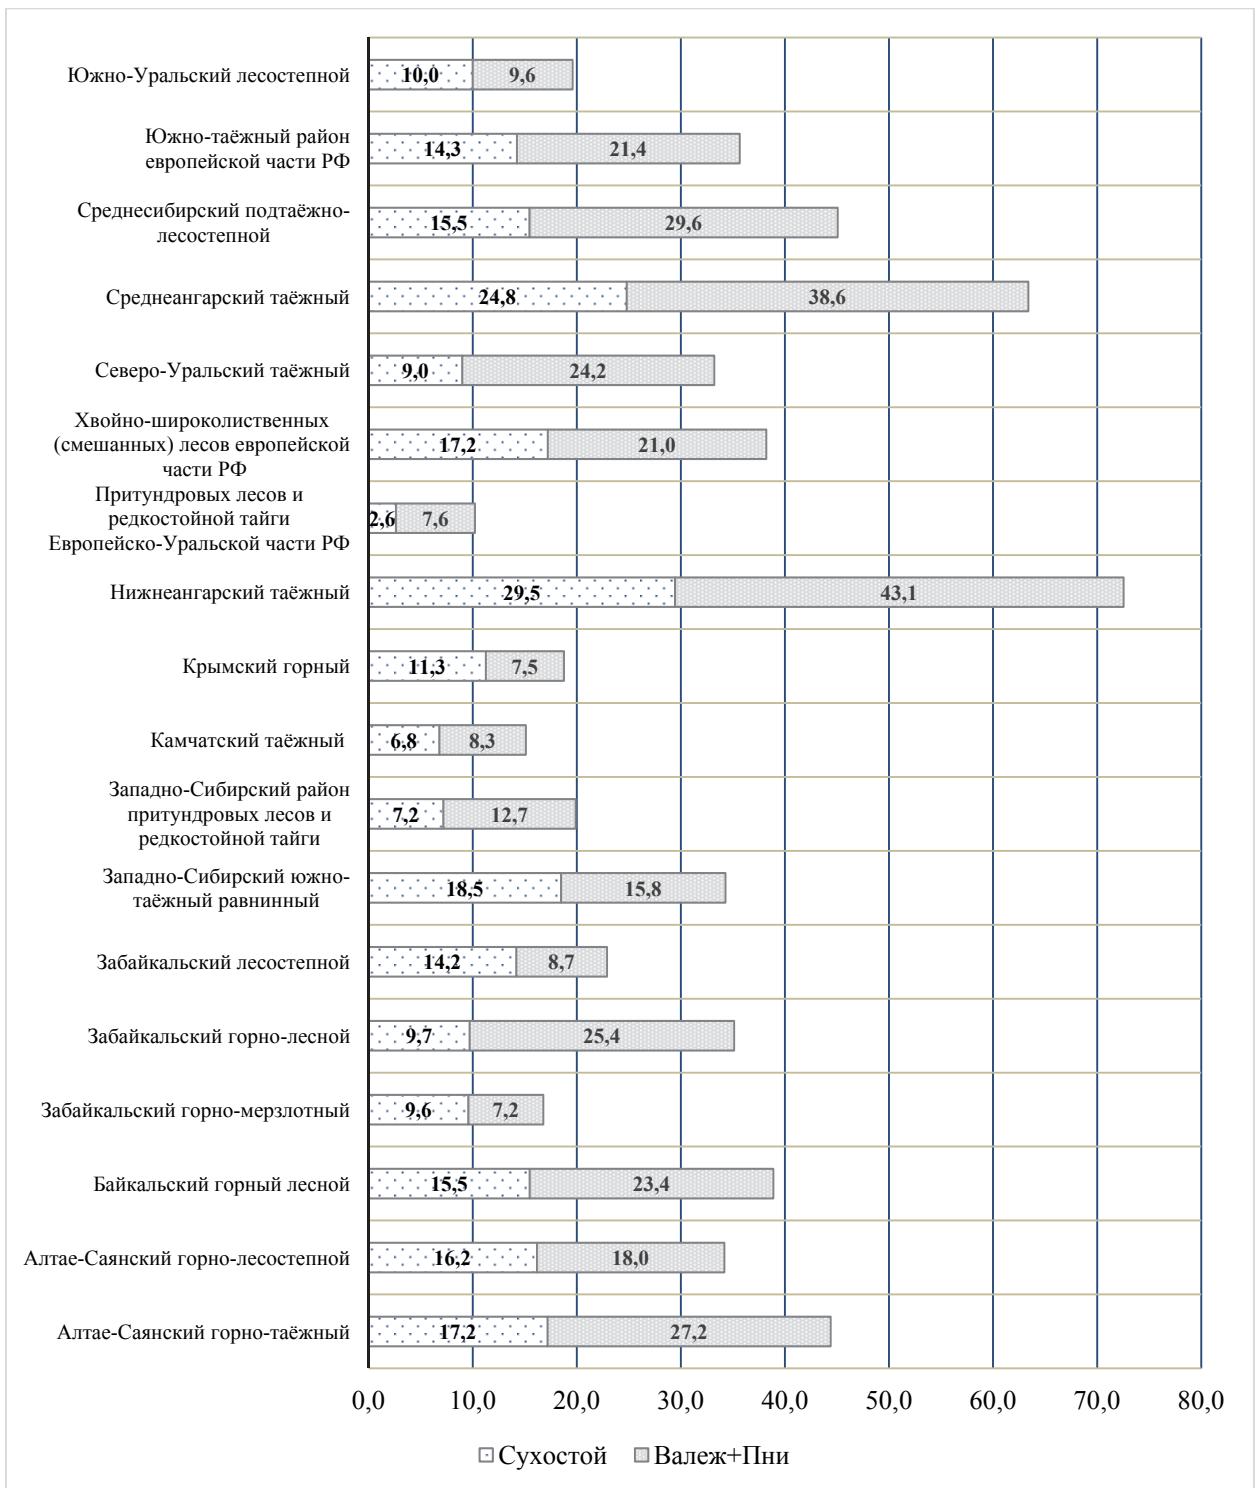 Южно-Уральский лесостепной
10,0 9,6
Южно-таёжный район
европейской части РФ
14,3 21,4
Среднесибирский подтаёжно-
лесостепной
15,5 29,6
Среднеангарский таёжный
24,8 38,6
Северо-Уральский таёжный
9,0 24,2
Хвойно-широколиственных
(смешанных) лесов европейской
части РФ
17,2 21,0
Притундровых лесов и
редкостойной тайги
Европейско-Уральской части РФ
2,6 7,6
Нижнеангарский таёжный
29,5 43,1
Крымский горный
11,3 7,5
Камчатский таёжный
6,8 8,3
Западно-Сибирский район
притундровых лесов и
редкостойной тайги
7,2 12,7
Западно-Сибирский южно-
таёжный равнинный
18,5 15,8
Забайкальский лесостепной
14,2 8,7
Забайкальский горно-лесной
9,7 25,4
Забайкальский горно-мерзлотный
9,6 7,2
Байкальский горный лесной
15,5 23,4
Алтае-Саянский горно-лесостепной
16,2 18,0
Алтае-Саянский горно-таёжный
17,2 27,2
0,0 10,0 20,0 30,0 40,0 50,0 60,0 70,0 80,0
Сухостой Валеж+Пни